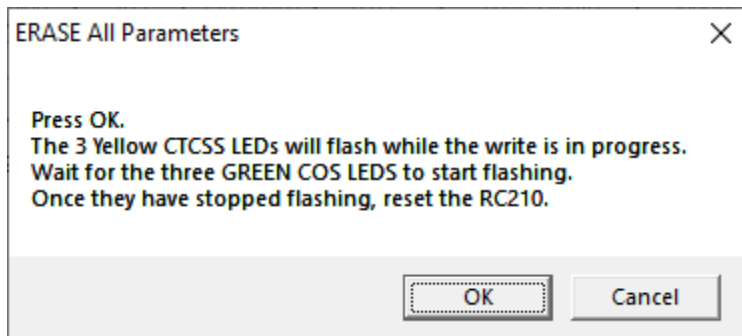 ERASE All Parameters
Press OK.
The 3 Yellow CTCSS LEDs will flash while the write is in progress.
Wait for the three GREEN COS LEDS to start flashing.
Once they have stopped flashing, reset the RC210.
OK
Cancel